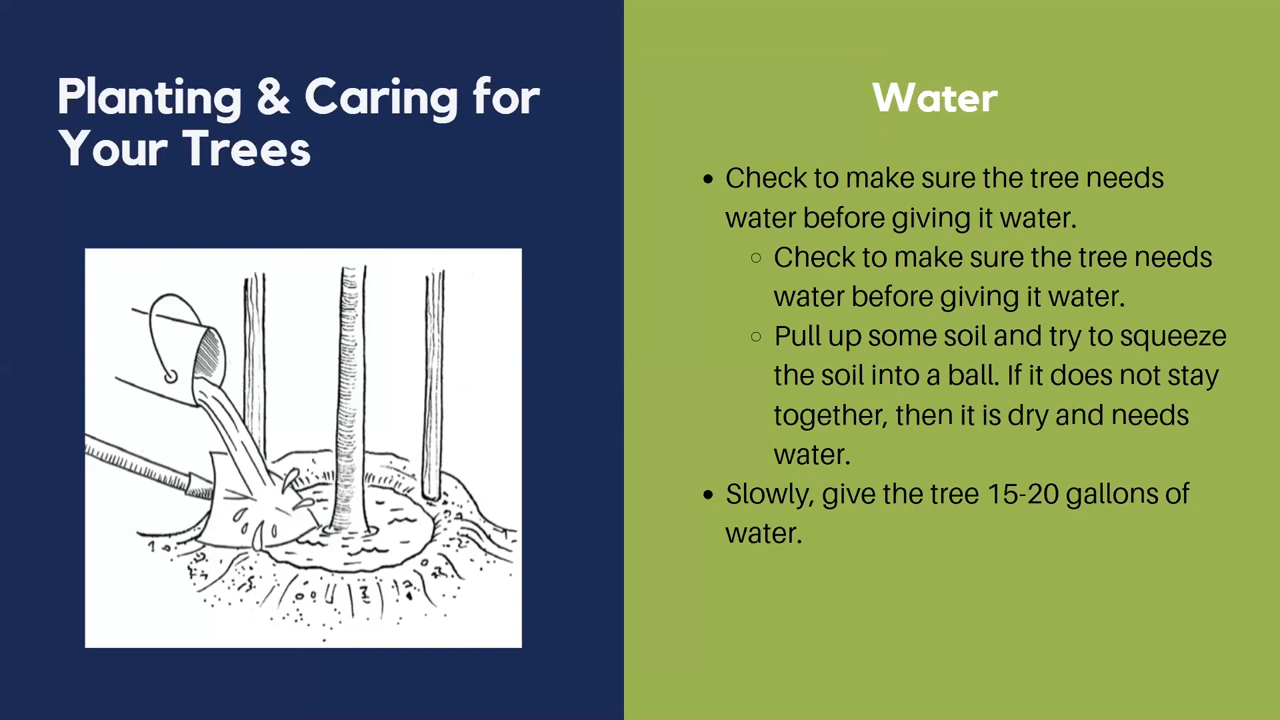 Planting & Caring for
Your Trees
Water
• Check to make sure the tree needs
water before giving it water.
○ Check to make sure the tree needs
water before giving it water.
○ Pull up some soil and try to squeeze
the soil into a ball. If it does not stay
together, then it is dry and needs
water.
• Slowly, give the tree 15-20 gallons of
water.